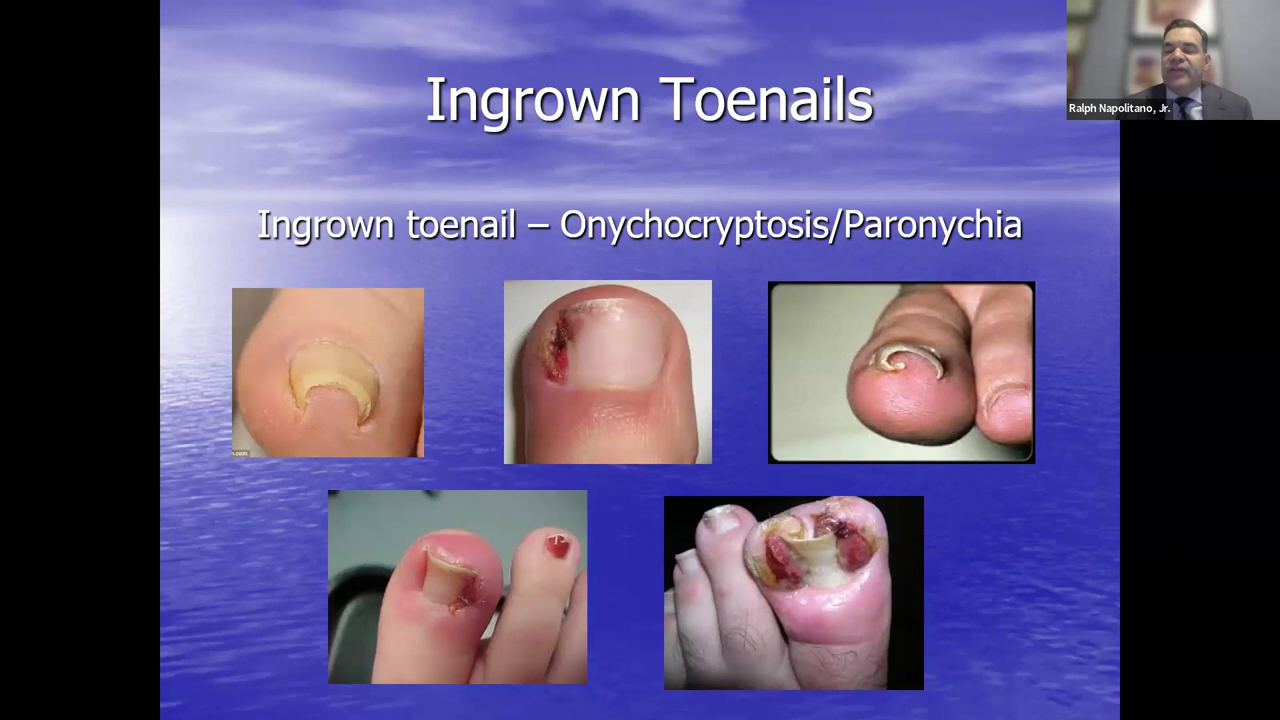 Ingrown Toenails
Ralph Napolitano, Jr.
Ingrown toenail – Onychocryptosis/Paronychia